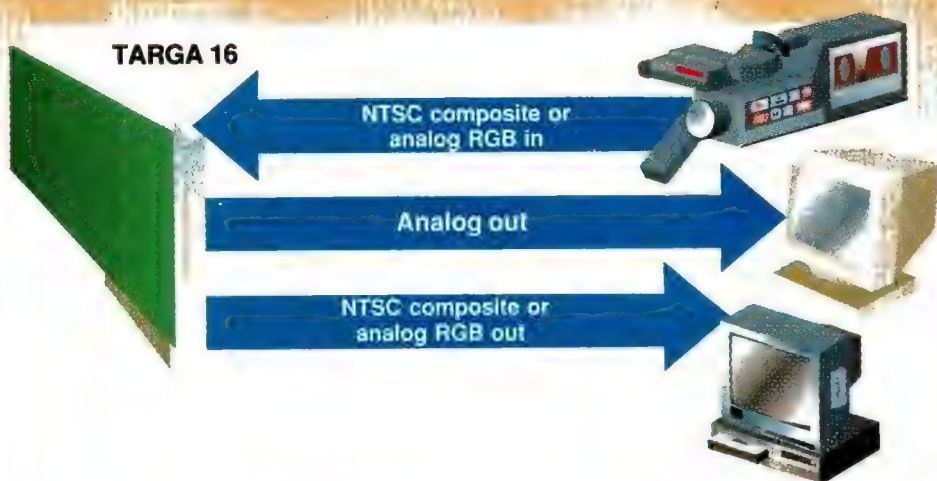 TARGA 16
NTSC composite or
analog RGB in
Analog out
NTSC composite or
analog RGB out